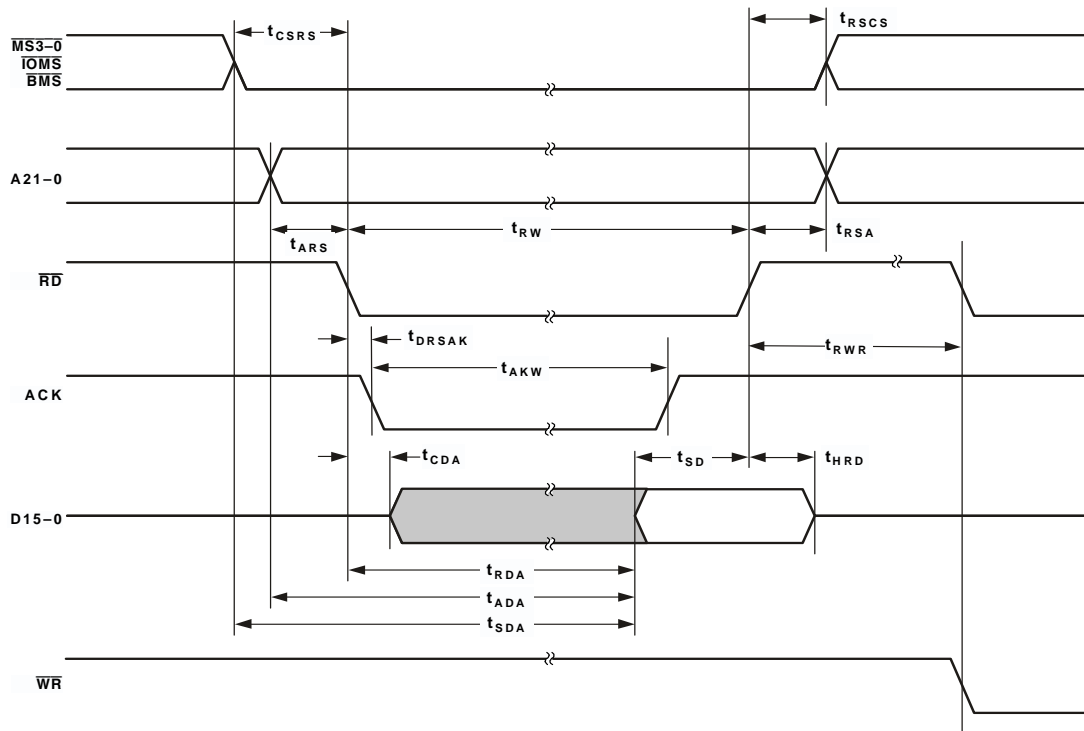 tCSRS
tRSCS
MS3–0
IOMS
BMS
A21–0
tARS
tRW
tRSA
RD
tDRSAK
tRWR
tAKW
ACK
tCDA
tSD
tHRD
D15–0
tRDA
tADA
tSDA
WR